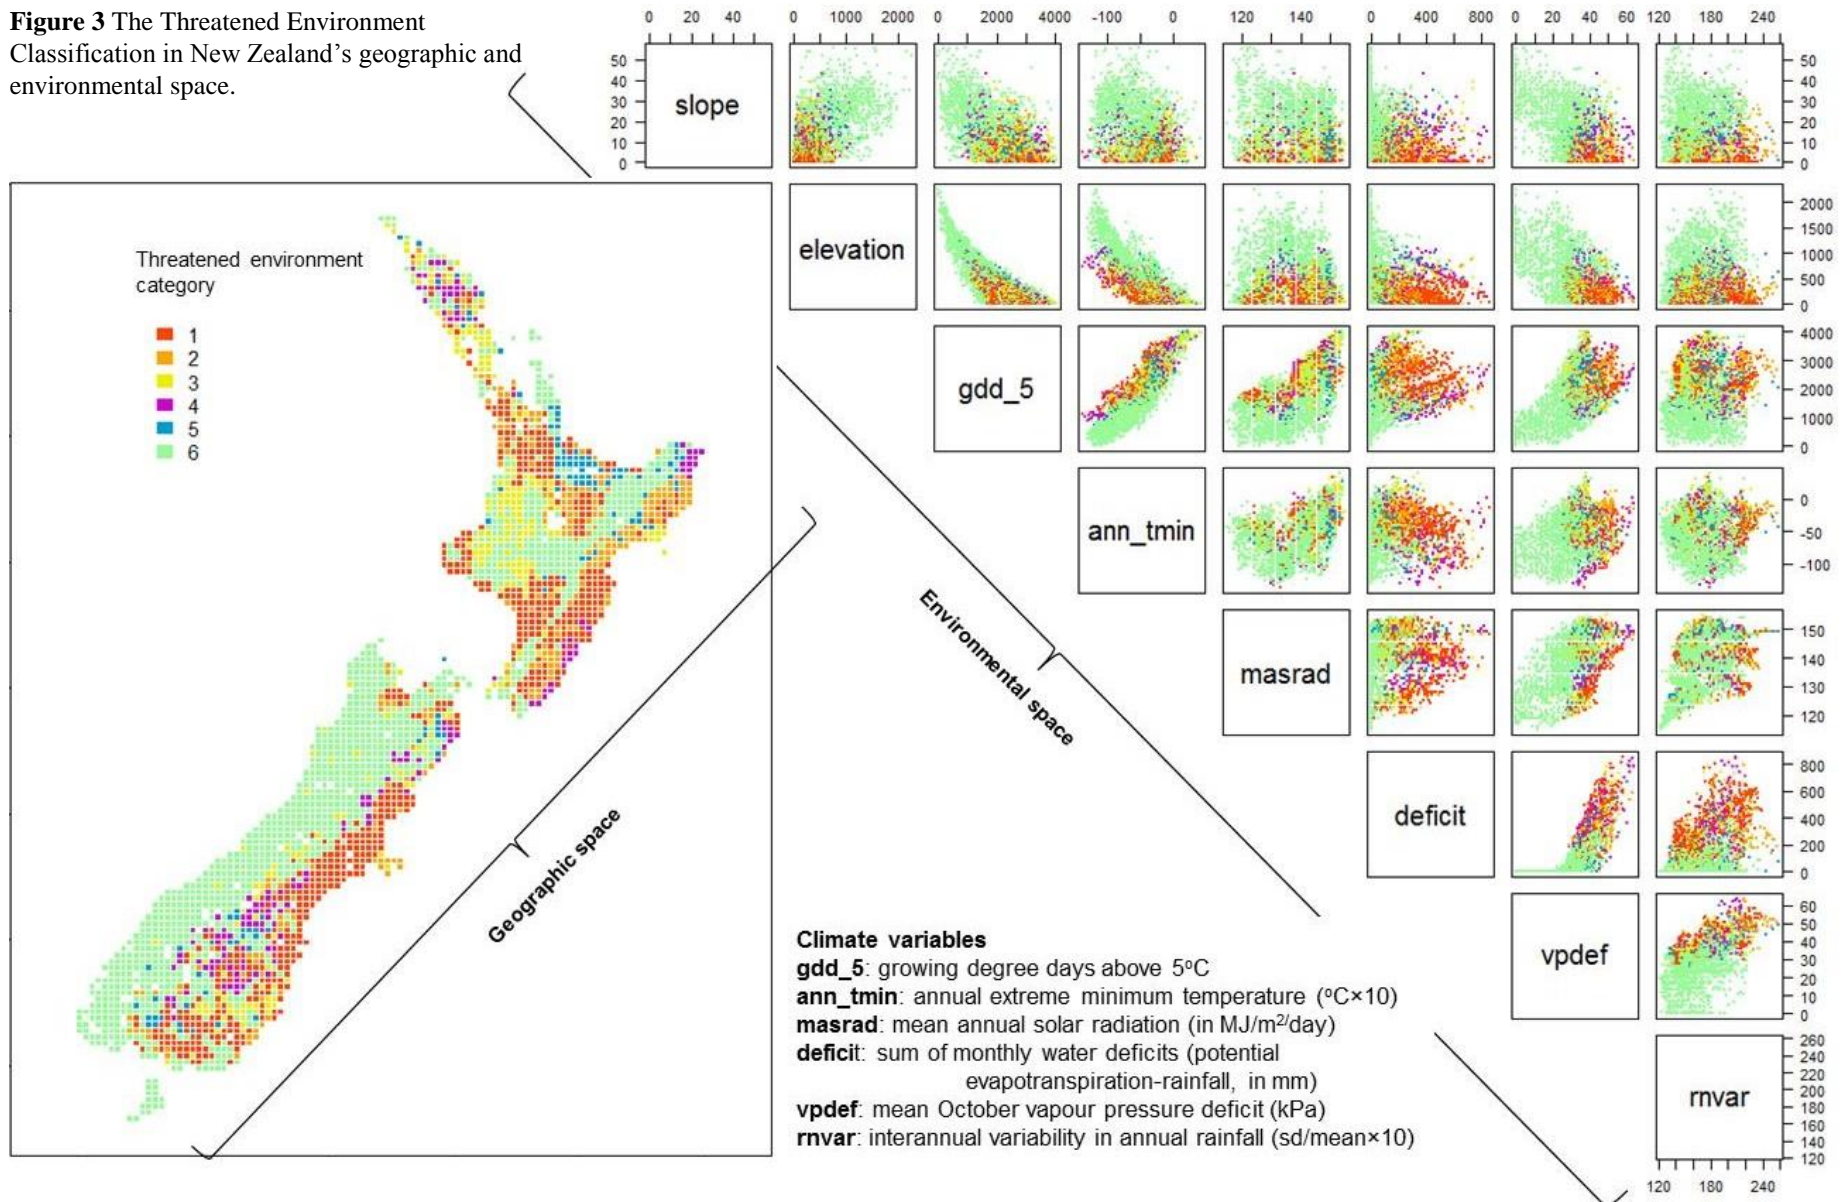 Figure 3 The Threatened Environment
Classification in New Zealand's geographic and
environmental space.
0 20 40
0 1000 2000
0 2000 4000
-100 0
120 140
0 400 800
0 20 40 60
120 180 240
50
40
30
20
10
0
slope
50
40
30
20
10
0
elevation
2000
1500
1000
500
0
Threatened environment
category
1
2
3
4
5
6
gdd_5
4000
3000
2000
1000
0
ann_tmin
0
-50
-100
masrad
150
140
130
120
deficit
800
600
400
200
0
vpdef
60
50
40
30
20
10
0
rnvar
260
240
220
200
180
160
140
120
120 180 240
Environmental space
Geographic space
Climate variables
gdd_5: growing degree days above 5ºC
ann_tmin: annual extreme minimum temperature (ºC×10)
masrad: mean annual solar radiation (in MJ/m²/day)
deficit: sum of monthly water deficits (potential
evapotranspiration-rainfall, in mm)
vpdef: mean October vapour pressure deficit (kPa)
rnvar: interannual variability in annual rainfall (sd/mean×10)